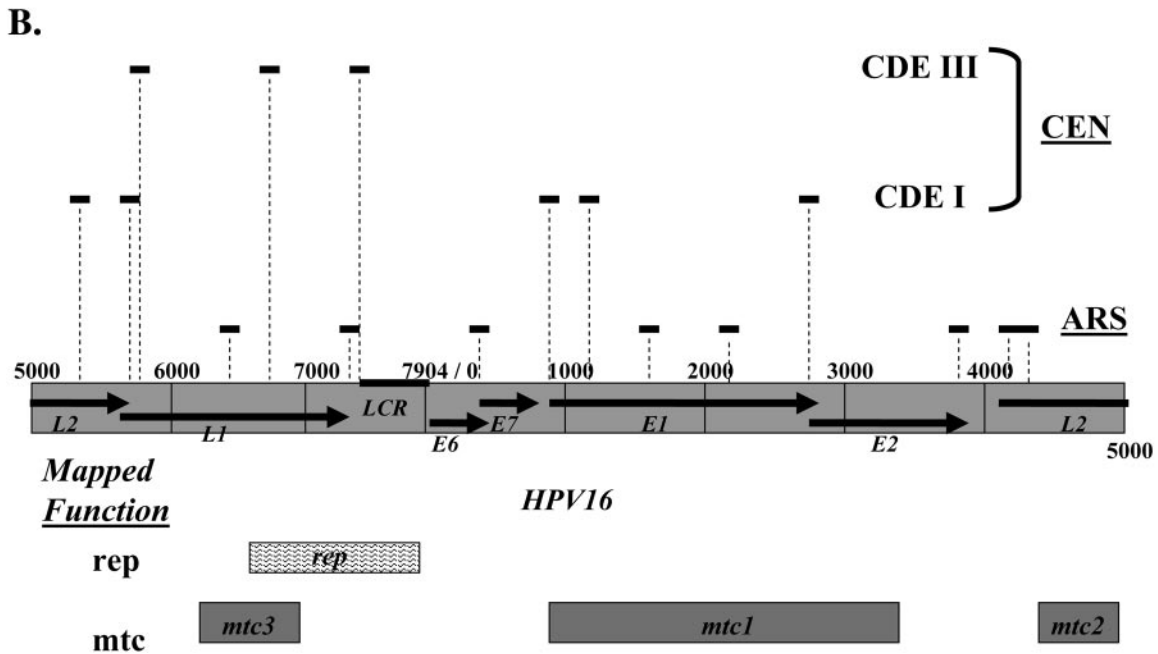 B.
CDE III
CEN
CDE I
ARS
5000 6000 7000 7904 / 0 1000 2000 3000 4000
L2 L1 LCR E6 E7 E1 E2 L2
5000
Mapped
Function
HPV16
rep rep
mtc mtc3 mtc1 mtc2